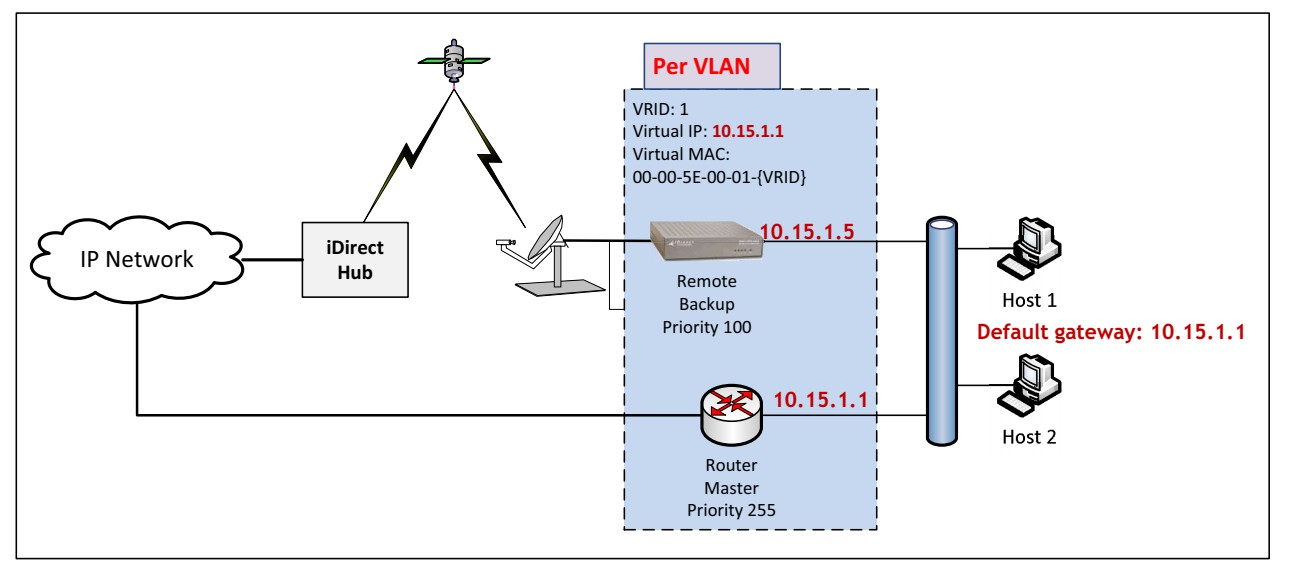 Per VLAN
VRID: 1
Virtual IP: 10.15.1.1
Virtual MAC:
00-00-5E-00-01-{VRID}
IP Network
iDirect
Hub
10.15.1.5
Remote
Backup
Priority 100
Host 1
Default gateway: 10.15.1.1
10.15.1.1
Router
Master
Priority 255
Host 2